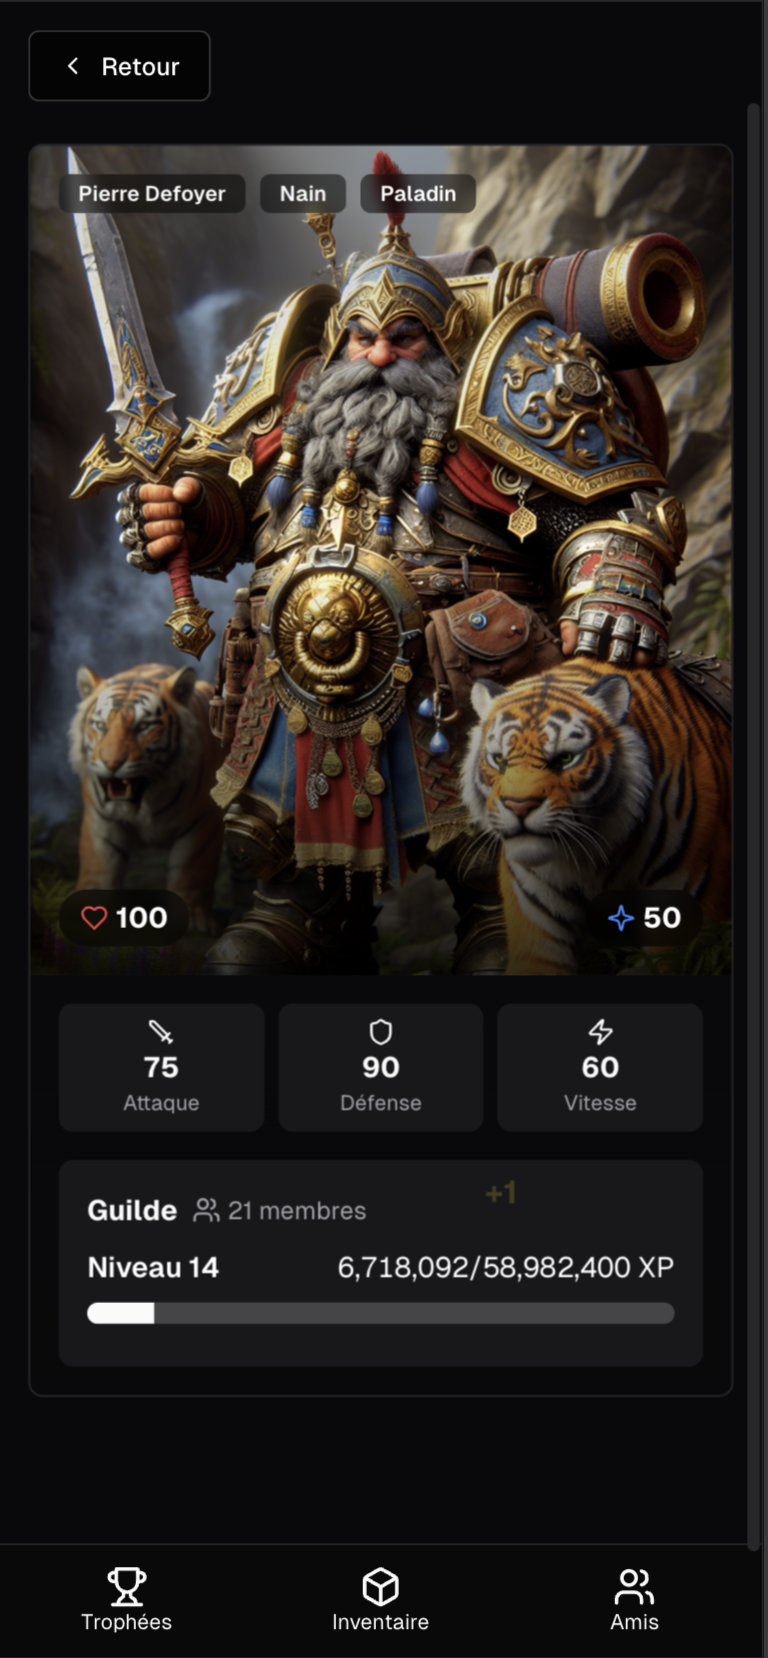 Retour
Pierre Defoyer Nain Paladin
100 50
75 90 60
Attaque Défense Vitesse
+1
Guilde 21 membres
Niveau 14 6,718,092/58,982,400 XP
Trophées Inventaire Amis